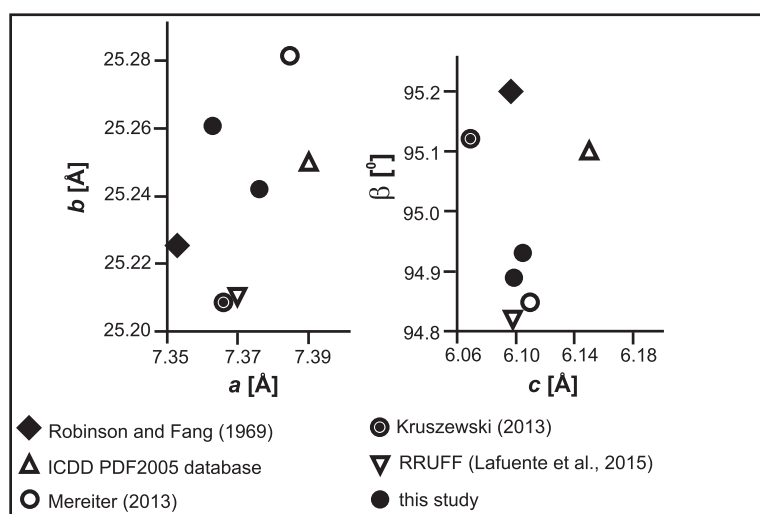 25.28
25.26
25.24
25.22
25.20
b [Å]
7.35 7.37 7.39
a [Å]
95.2
95.1
95.0
94.9
94.8
β [⁰]
6.06 6.10 6.14 6.18
c [Å]
Robinson and Fang (1969)
ICDD PDF2005 database
Mereiter (2013)
Kruszewski (2013)
RRUFF (Lafuente et al., 2015)
this study